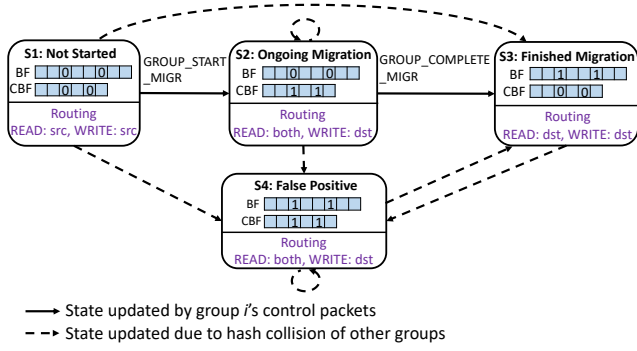 S1: Not Started
BF 0 0
CBF 0 0
Routing
READ: src, WRITE: src
GROUP_START
_MIGR
S2: Ongoing Migration
BF 0 0
CBF 1 1
Routing
READ: both, WRITE: dst
GROUP_COMPLETE
_MIGR
S3: Finished Migration
BF 1 1
CBF 0 0
Routing
READ: dst, WRITE: dst
S4: False Positive
BF 1 1
CBF 1 1
Routing
READ: both, WRITE: dst
State updated by group i's control packets
State updated due to hash collision of other groups